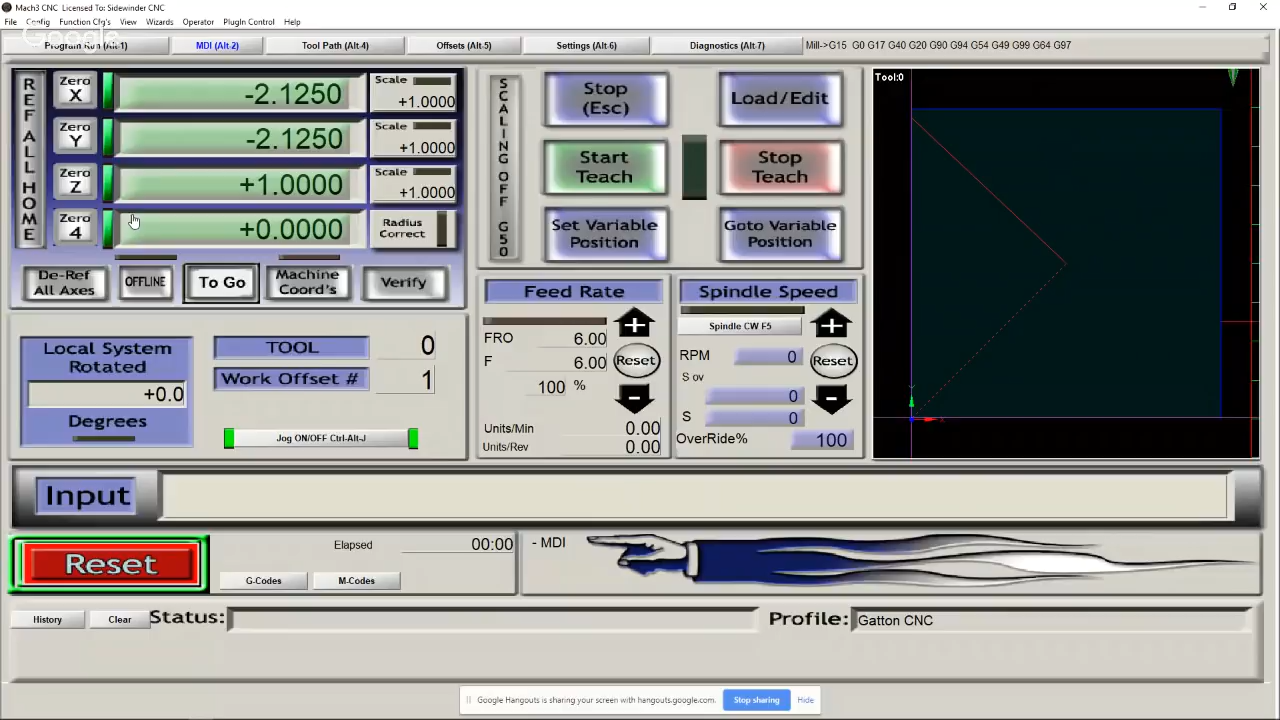 Mach3 CNC Licensed To: Sidewinder CNC
File Config Function Cfg's View Wizards Operator PlugIn Control Help
Google
Program Run (Alt-1) MDI (Alt-2) Tool Path (Alt-4) Offsets (Alt-5) Settings (Alt-6) Diagnostics (Alt-7) Mill->G15 G0 G17 G40 G20 G90 G94 G54 G49 G99 G64 G97
REF ALL HOME
Zero X -2.1250 Scale +1.0000
Zero Y -2.1250 Scale +1.0000
Zero Z +1.0000 Scale +1.0000
Zero 4 +0.0000 Radius Correct
De-Ref All Axes OFFLINE To Go Machine Coord's Verify
SCALING OFF G50
Stop (Esc) Load/Edit
Start Teach Stop Teach
Set Variable Position Goto Variable Position
Tool:0
Local System Rotated
+0.0
Degrees
TOOL 0
Work Offset # 1
Jog ON/OFF Ctrl-Alt-J
Feed Rate
FRO 6.00
F 6.00
100 %
Reset
Units/Min 0.00
Units/Rev 0.00
Spindle Speed
Spindle CW F5
RPM 0
Reset
S ov 0
S 0
OverRide% 100
Input
Reset
Elapsed 00:00
G-Codes M-Codes
- MDI
History Clear Status: Profile: Gatton CNC
Google Hangouts is sharing your screen with hangouts.google.com. Stop sharing Hide